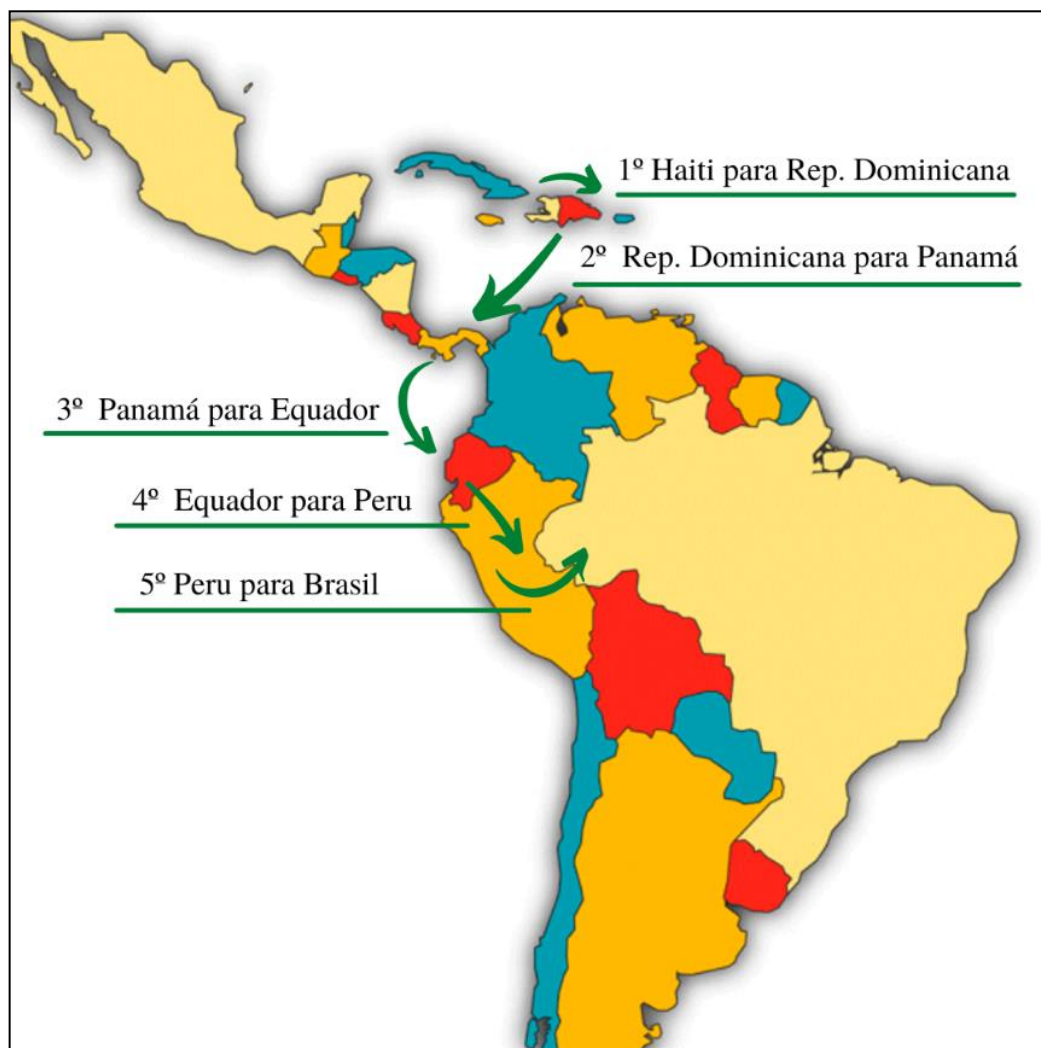 1º Haiti para Rep. Dominicana
2º Rep. Dominicana para Panamá
3º Panamá para Equador
4º Equador para Peru
5º Peru para Brasil